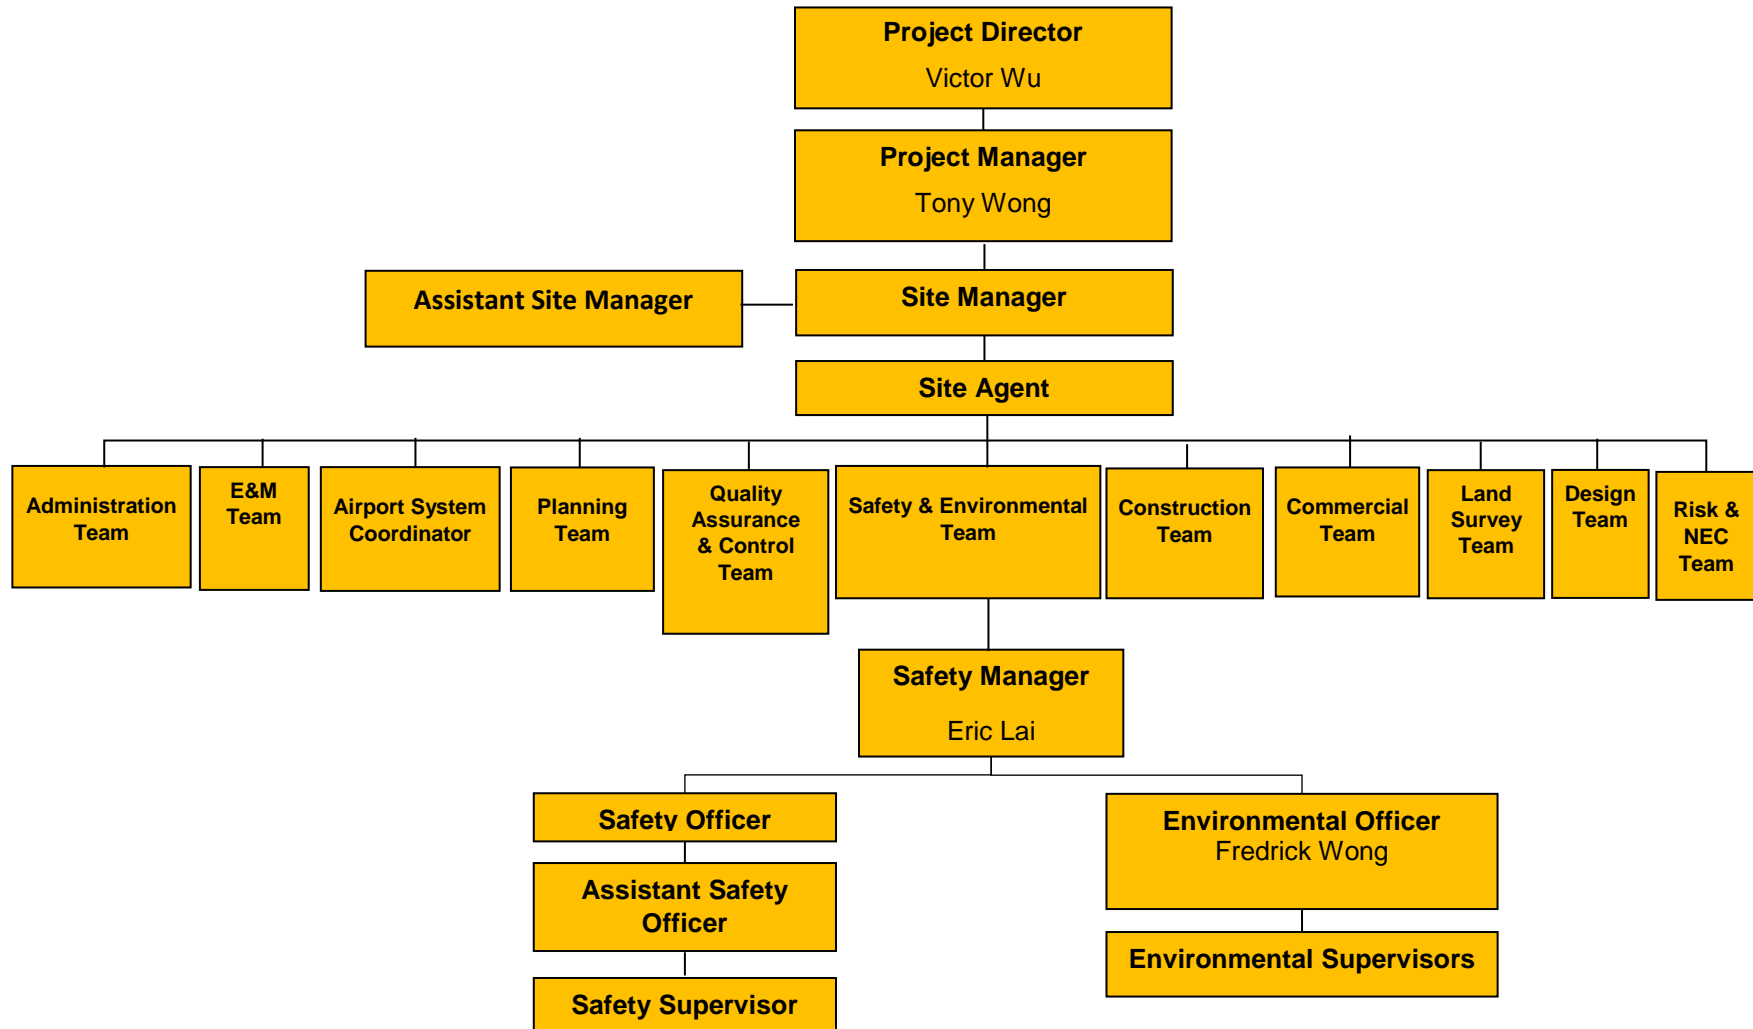 Project Director
Victor Wu
Project Manager
Tony Wong
Assistant Site Manager
Site Manager
Site Agent
Administration
Team
E&M
Team
Airport System
Coordinator
Planning
Team
Quality
Assurance
& Control
Team
Safety & Environmental
Team
Construction
Team
Commercial
Team
Land
Survey
Team
Design
Team
Risk &
NEC
Team
Safety Manager
Eric Lai
Safety Officer
Assistant Safety
Officer
Safety Supervisor
Environmental Officer
Fredrick Wong
Environmental Supervisors